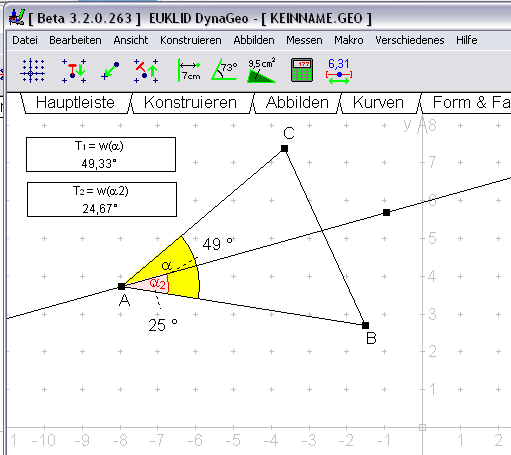 [ Beta 3.2.0.263 ] EUKLID DynaGeo - [ KEINNAME.GEO ]
Datei Bearbeiten Ansicht Konstruieren Abbilden Messen Makro Verschiedenes Hilfe
7cm 73° 9,5 cm² 6,31
Hauptleiste Konstruieren Abbilden Kurven Form & Fa
T1 = w(α)
49,33°
T2 = w(α2)
24,67°
y 8
7
6
5
4
3
2
1
C
49 °
α
α2
A
25 °
B
11 -10 -9 -8 -7 -6 -5 -4 -3 -2 -1 1 2